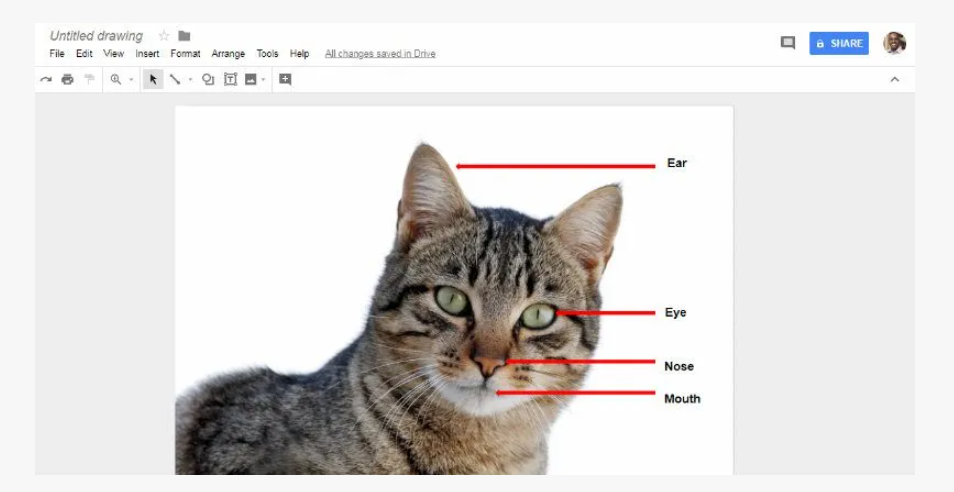 Untitled drawing
File Edit View Insert Format Arrange Tools Help All changes saved in Drive
SHARE
Ear
Eye
Nose
Mouth